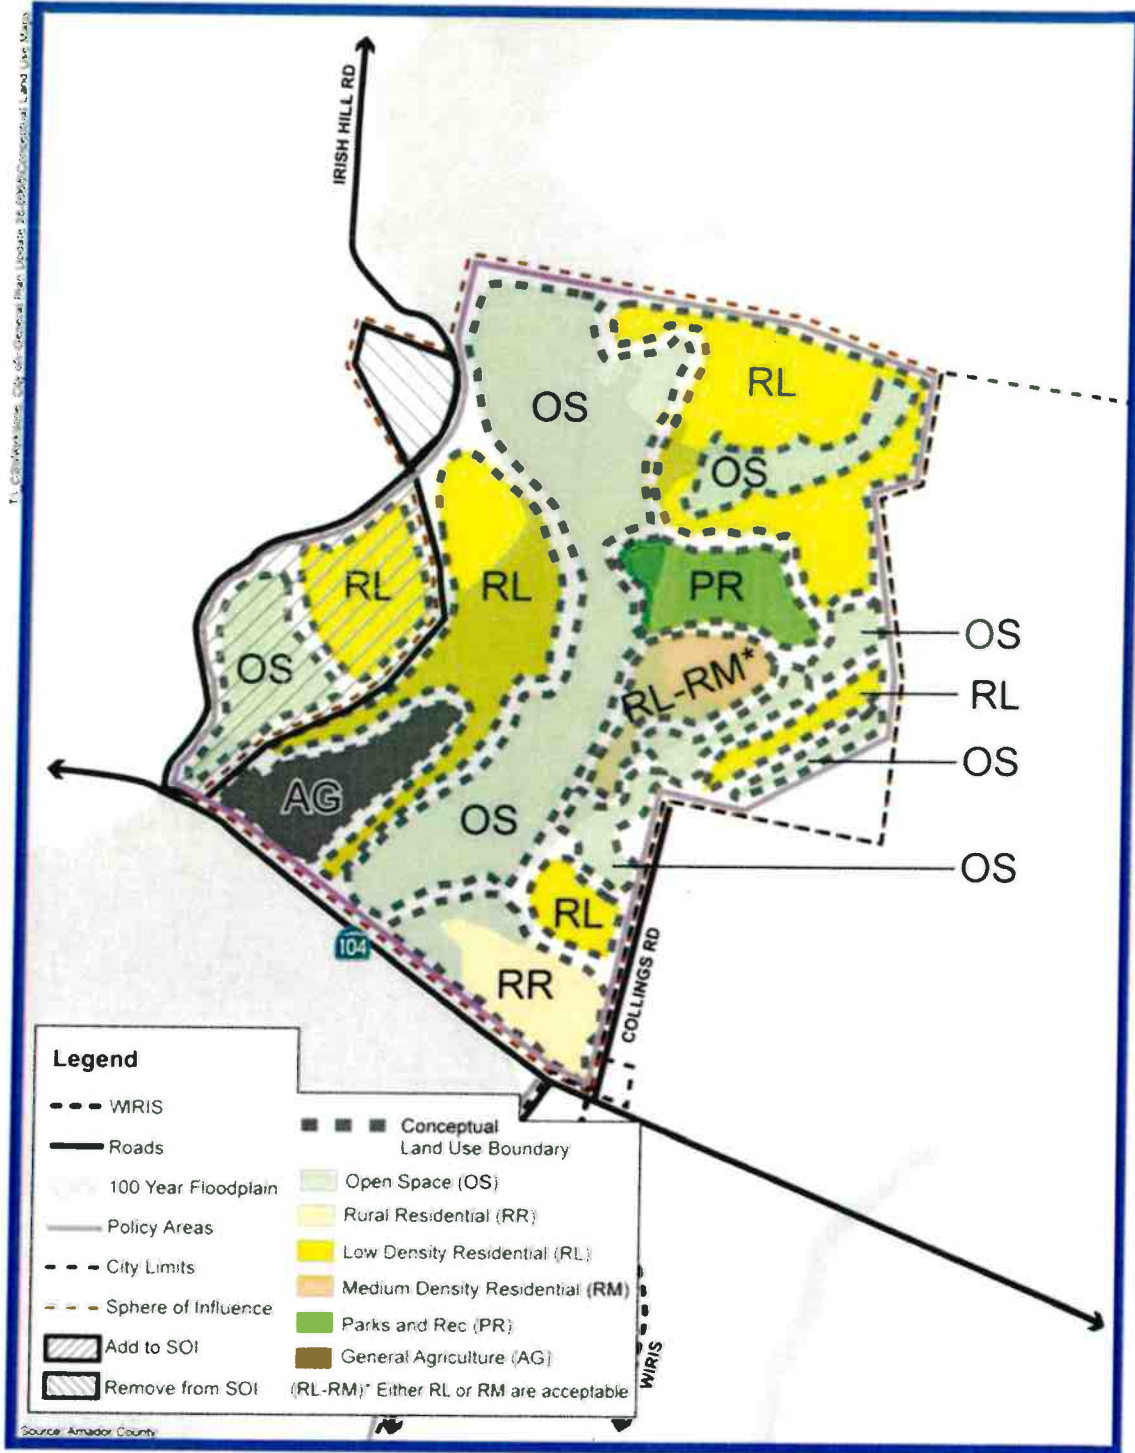 IRISH HILL RD
RL
OS
OS
RL
RL
PR
OS
OS
RL-RM*
RL
OS
AG
OS
OS
RL
104
RR
COLLINGS RD
Legend
WIRIS
Roads
100 Year Floodplain
Policy Areas
City Limits
Sphere of Influence
Add to SOI
Remove from SOI
Conceptual
Land Use Boundary
Open Space (OS)
Rural Residential (RR)
Low Density Residential (RL)
Medium Density Residential (RM)
Parks and Rec (PR)
General Agriculture (AG)
(RL-RM)* Either RL or RM are acceptable
WIRIS
Source: Amador County